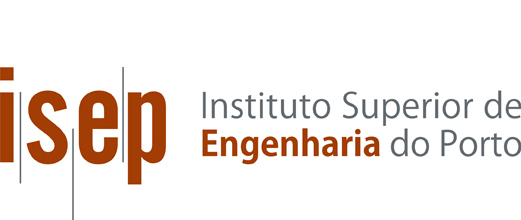 isep
Instituto Superior de
Engenharia do Porto